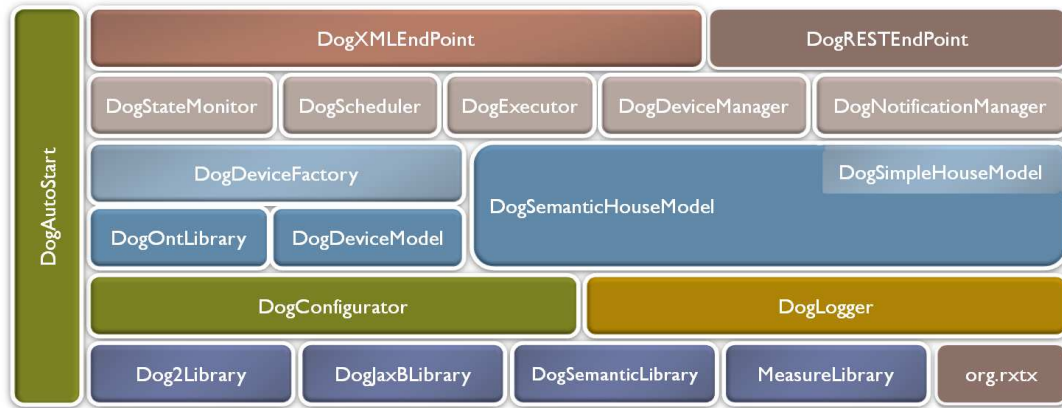 DogAutoStart
DogXMLEndPoint
DogRESTEndPoint
DogStateMonitor
DogScheduler
DogExecutor
DogDeviceManager
DogNotificationManager
DogDeviceFactory
DogSimpleHouseModel
DogSemanticHouseModel
DogOntLibrary
DogDeviceModel
DogConfigurator
DogLogger
Dog2Library
DogJaxBLibrary
DogSemanticLibrary
MeasureLibrary
org.rxtx